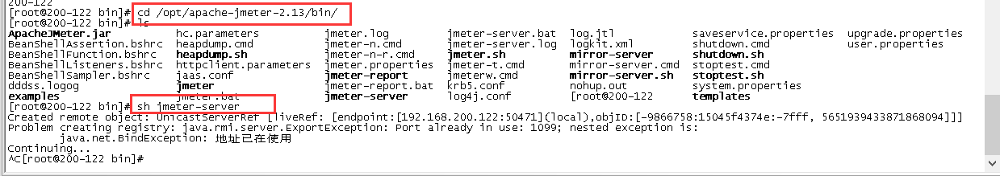 200-122
[root@200-122 bin]# cd /opt/apache-jmeter-2.13/bin/
[root@200-122 bin]# ls
ApacheJMeter.jar hc.parameters jmeter.log jmeter-server.bat log.jtl saveservice.properties upgrade.properties
BeanShellAssertion.bshrc heapdump.cmd jmeter-n.cmd jmeter-server.log logkit.xml shutdown.cmd user.properties
BeanShellFunction.bshrc heapdump.sh jmeter-n-r.cmd jmeter.sh mirror-server shutdown.sh
BeanShellListeners.bshrc httpclient.parameters jmeter.properties jmeter-t.cmd mirror-server.cmd stoptest.cmd
BeanShellSampler.bshrc jaas.conf jmeter-report jmeterw.cmd mirror-server.sh stoptest.sh
dddss.logog jmeter jmeter-report.bat krb5.conf nohup.out system.properties
examples jmeter.bat jmeter-server log4j.conf [root@200-122 templates
[root@200-122 bin]# sh jmeter-server
Created remote object: UnicastServerRef [liveRef: [endpoint:[192.168.200.122:50471](local),objID:[-9866758:15045f4374e:-7fff, 5651939433871868094]]]
Problem creating registry: java.rmi.server.ExportException: Port already in use: 1099; nested exception is:
java.net.BindException: 地址已在使用
Continuing...
^C[root@200-122 bin]#